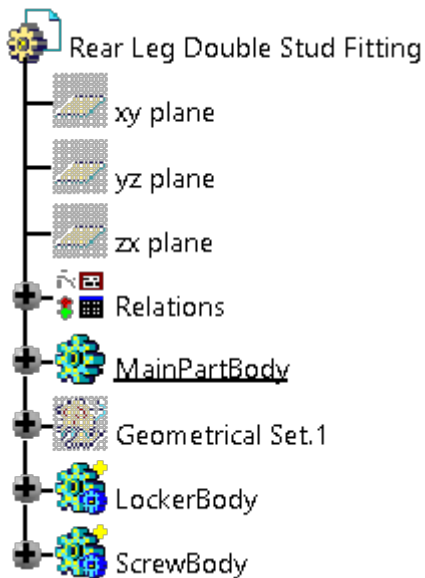 Rear Leg Double Stud Fitting
xy plane
yz plane
zx plane
Relations
MainPartBody
Geometrical Set.1
LockerBody
ScrewBody